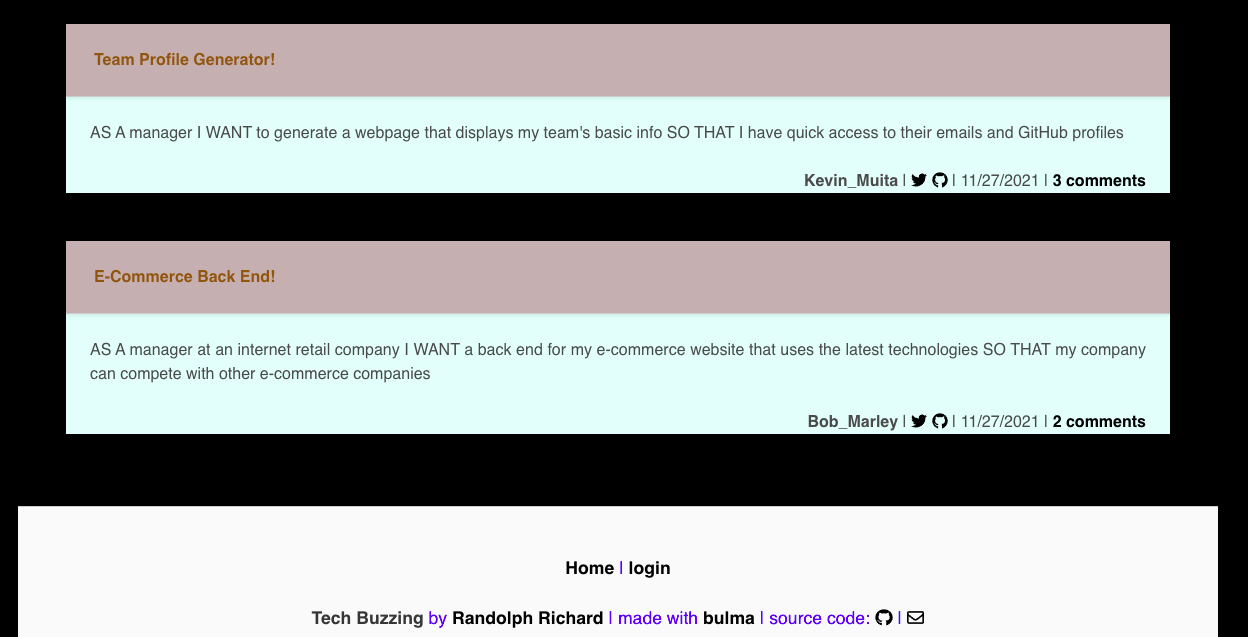 Team Profile Generator!
AS A manager I WANT to generate a webpage that displays my team's basic info SO THAT I have quick access to their emails and GitHub profiles
Kevin_Muita | | 11/27/2021 | 3 comments
E-Commerce Back End!
AS A manager at an internet retail company I WANT a back end for my e-commerce website that uses the latest technologies SO THAT my company
can compete with other e-commerce companies
Bob_Marley | | 11/27/2021 | 2 comments
Home | login
Tech Buzzing by Randolph Richard | made with bulma | source code: |